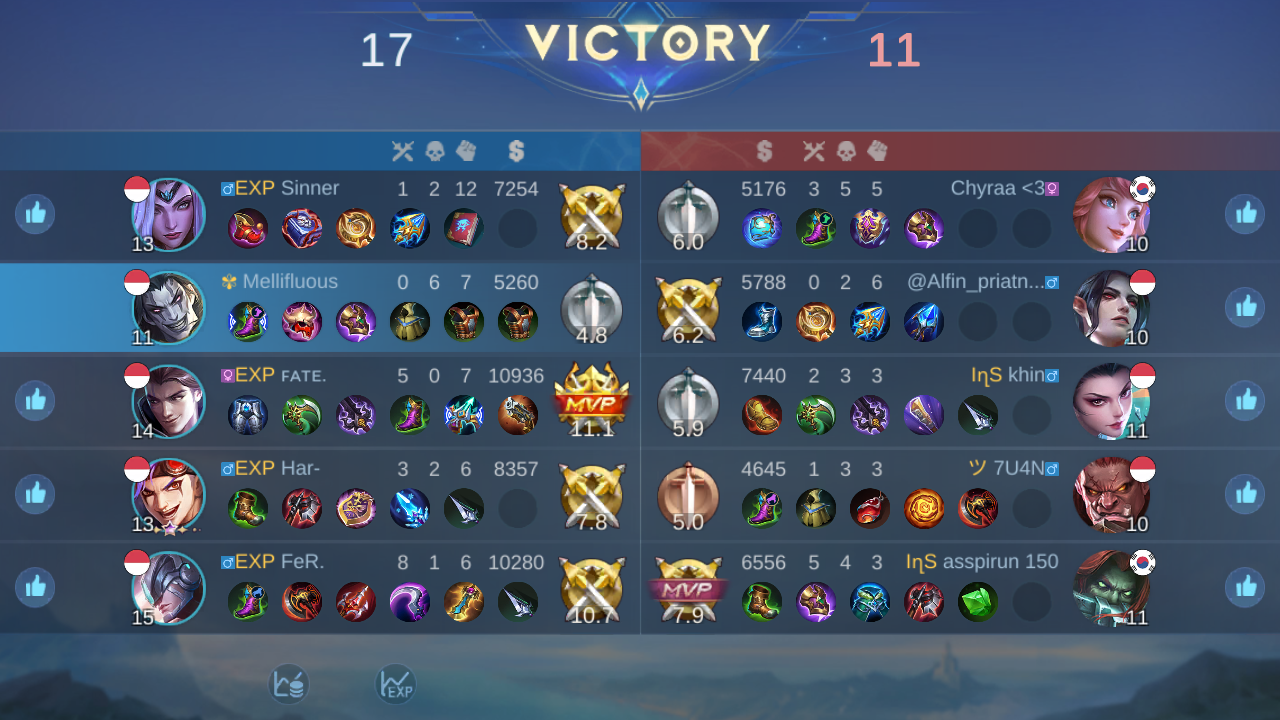 17 VICTORY 11
EXP Sinner 1 2 12 7254 8.2 13
6.0 5176 3 5 5 Chyraa <3 10
Mellifluous 0 6 7 5260 4.8 11
6.2 5788 0 2 6 @Alfin_priatn... 10
EXP ꜰᴀᴛᴇ. 5 0 7 10936 MVP 11.1 14
5.9 7440 2 3 3 IηS khin 11
EXP Har- 3 2 6 8357 7.8 13
5.0 4645 1 3 3 ツ 7U4N 10
EXP FeR. 8 1 6 10280 10.7 15
MVP 7.9 6556 5 4 3 IηS asspirun 150 11
EXP